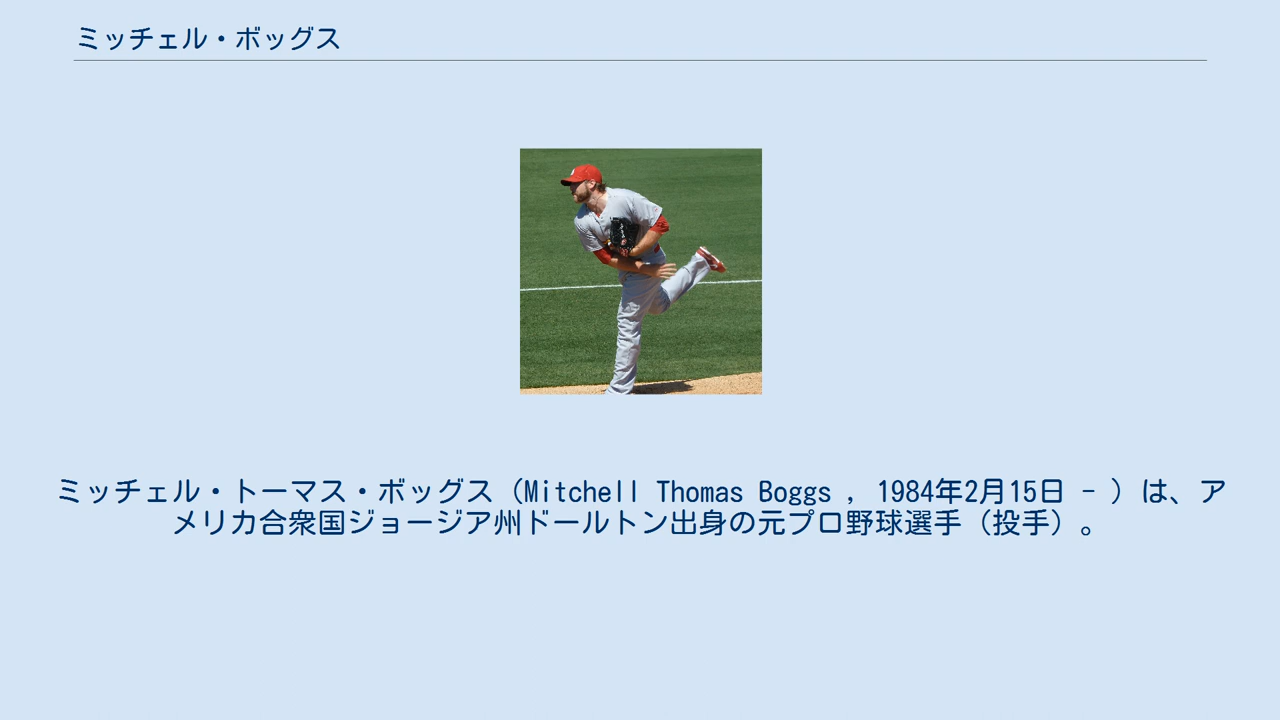 ミッチェル・ボッグス
ミッチェル・トーマス・ボッグス（Mitchell Thomas Boggs , 1984年2月15日 - ）は、ア
メリカ合衆国ジョージア州ドールトン出身の元プロ野球選手（投手）。